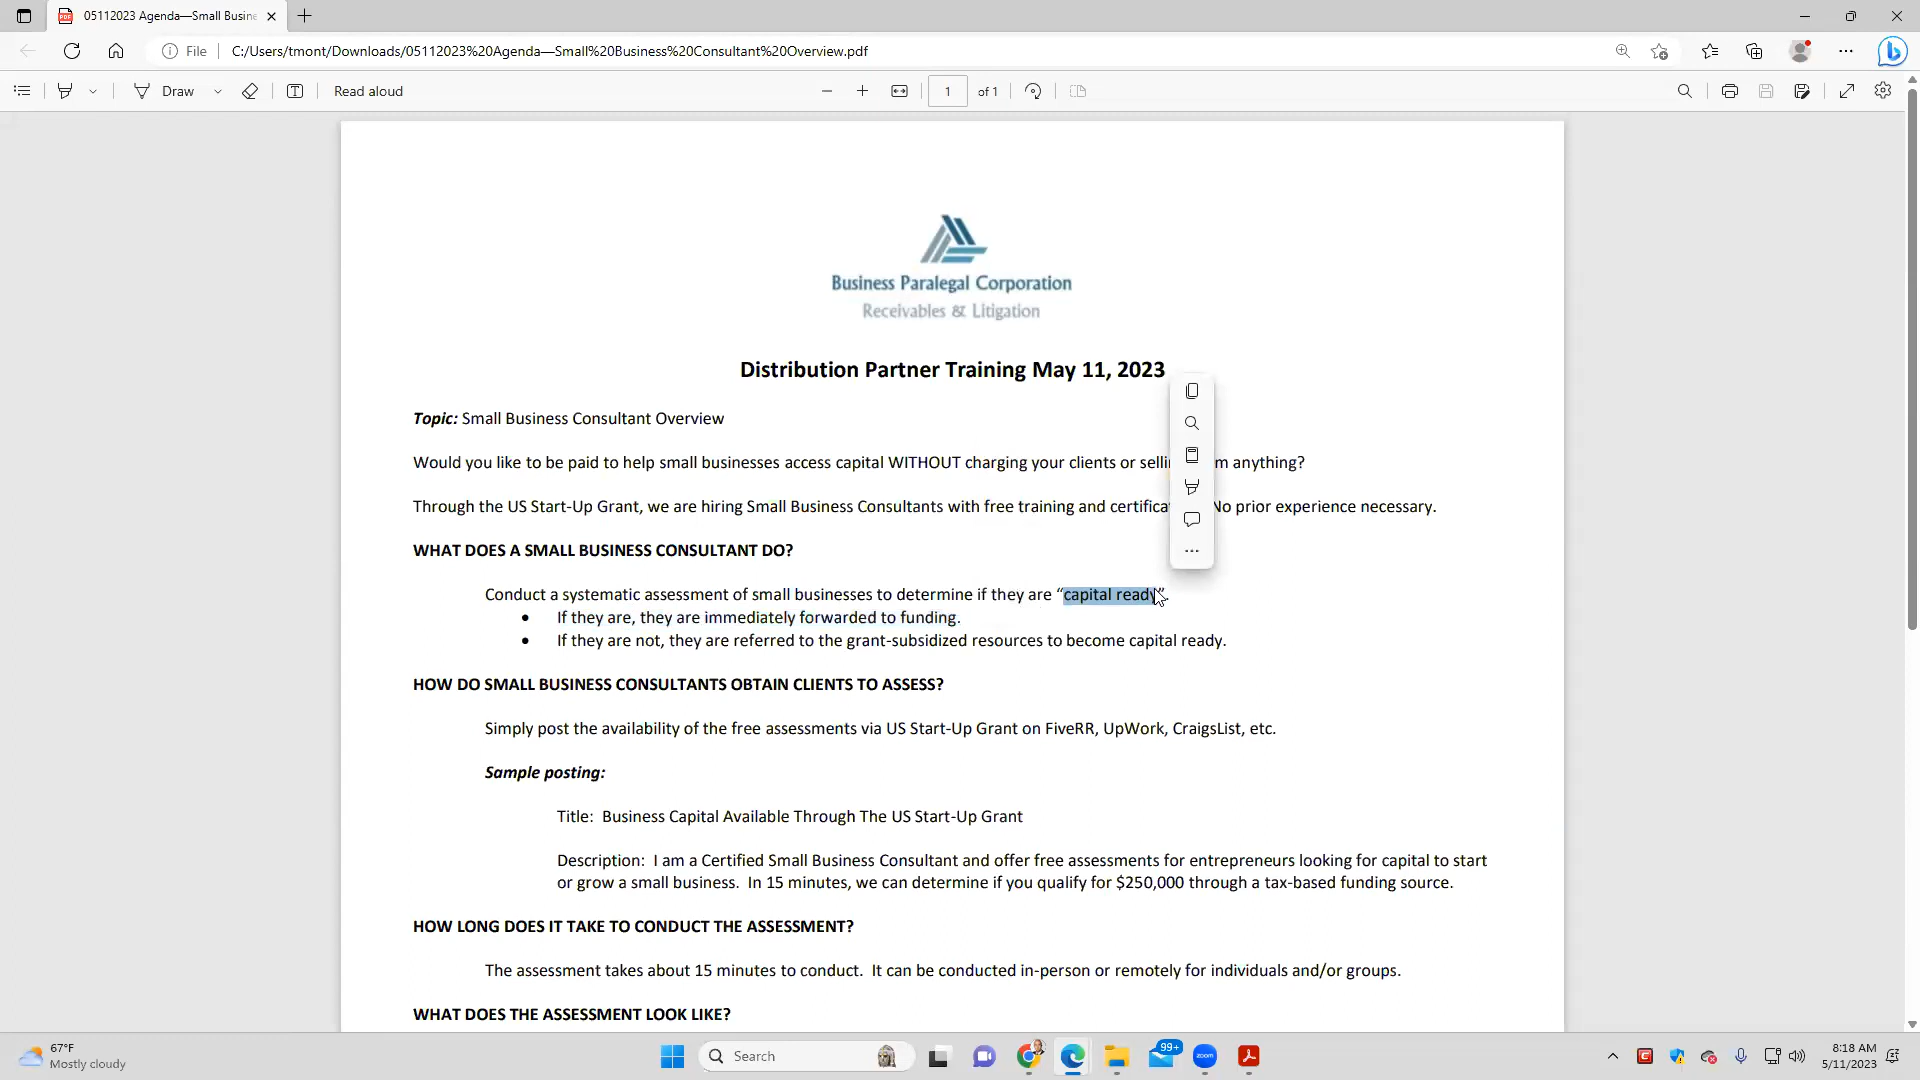 05112023 Agenda—Small Busine
File
C:/Users/tmont/Downloads/05112023%20Agenda—Small%20Business%20Consultant%20Overview.pdf
Draw
Read aloud
1 of 1
Business Paralegal Corporation
Receivables & Litigation
Distribution Partner Training May 11, 2023
Topic: Small Business Consultant Overview
Would you like to be paid to help small businesses access capital WITHOUT charging your clients or selli m anything?
Through the US Start-Up Grant, we are hiring Small Business Consultants with free training and certifica No prior experience necessary.
WHAT DOES A SMALL BUSINESS CONSULTANT DO?
Conduct a systematic assessment of small businesses to determine if they are “capital ready”.
• If they are, they are immediately forwarded to funding.
• If they are not, they are referred to the grant-subsidized resources to become capital ready.
HOW DO SMALL BUSINESS CONSULTANTS OBTAIN CLIENTS TO ASSESS?
Simply post the availability of the free assessments via US Start-Up Grant on FiveRR, UpWork, CraigsList, etc.
Sample posting:
Title: Business Capital Available Through The US Start-Up Grant
Description: I am a Certified Small Business Consultant and offer free assessments for entrepreneurs looking for capital to start
or grow a small business. In 15 minutes, we can determine if you qualify for $250,000 through a tax-based funding source.
HOW LONG DOES IT TAKE TO CONDUCT THE ASSESSMENT?
The assessment takes about 15 minutes to conduct. It can be conducted in-person or remotely for individuals and/or groups.
WHAT DOES THE ASSESSMENT LOOK LIKE?
67°F
Mostly cloudy
Search
99+
zoom
8:18 AM
5/11/2023